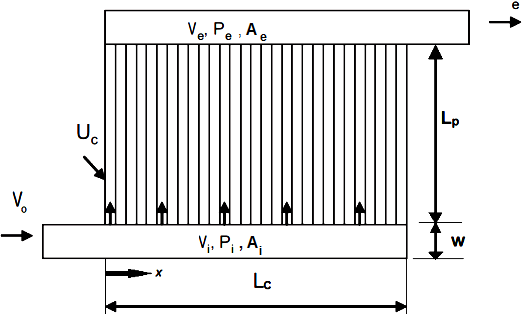 e
Ve, Pe , Ae
Lp
Uc
Vo
Vi, Pi , Ai
W
x
Lc